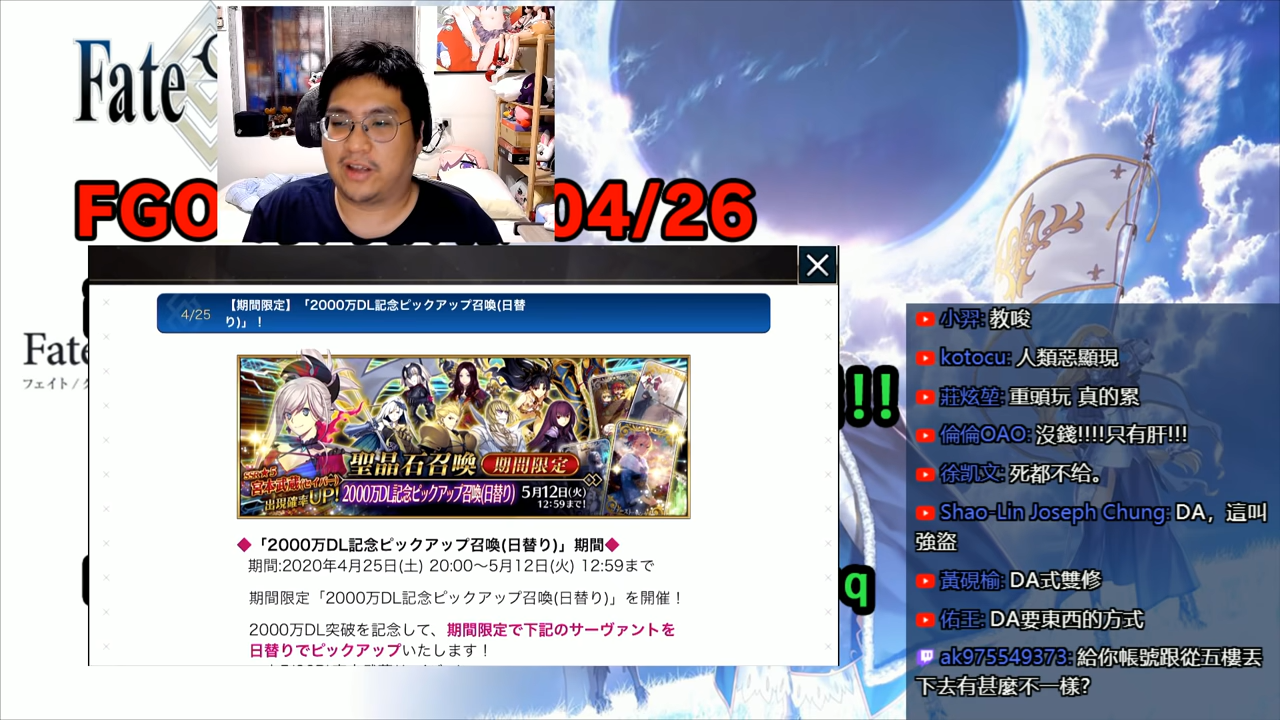 Fate
FGO
04/26
4/25
【期間限定】「2000万DL記念ピックアップ召喚(日替
り)」！
SSR★5
宮本武蔵(セイバー)
出現確率UP!
聖晶石召喚
期間限定
2000万DL記念ピックアップ召喚(日替り)
5月12日(火)
12:59まで!
◆「2000万DL記念ピックアップ召喚(日替り)」期間◆
期間:2020年4月25日(土) 20:00～5月12日(火) 12:59まで
期間限定「2000万DL記念ピックアップ召喚(日替り)」を開催！
2000万DL突破を記念して、期間限定で下記のサーヴァントを
日替りでピックアップいたします！
Fate
フェイト/
!!
q
小羿: 教唆
kotocu: 人類惡顯現
莊炫堃: 重頭玩 真的累
倫倫OAO: 沒錢!!!!只有肝!!!
徐凯文: 死都不给。
Shao-Lin Joseph Chung: DA，這叫
強盜
黃硯榆: DA式雙修
佑王: DA要東西的方式
ak975549373: 給你帳號跟從五樓丟
下去有甚麼不一樣?